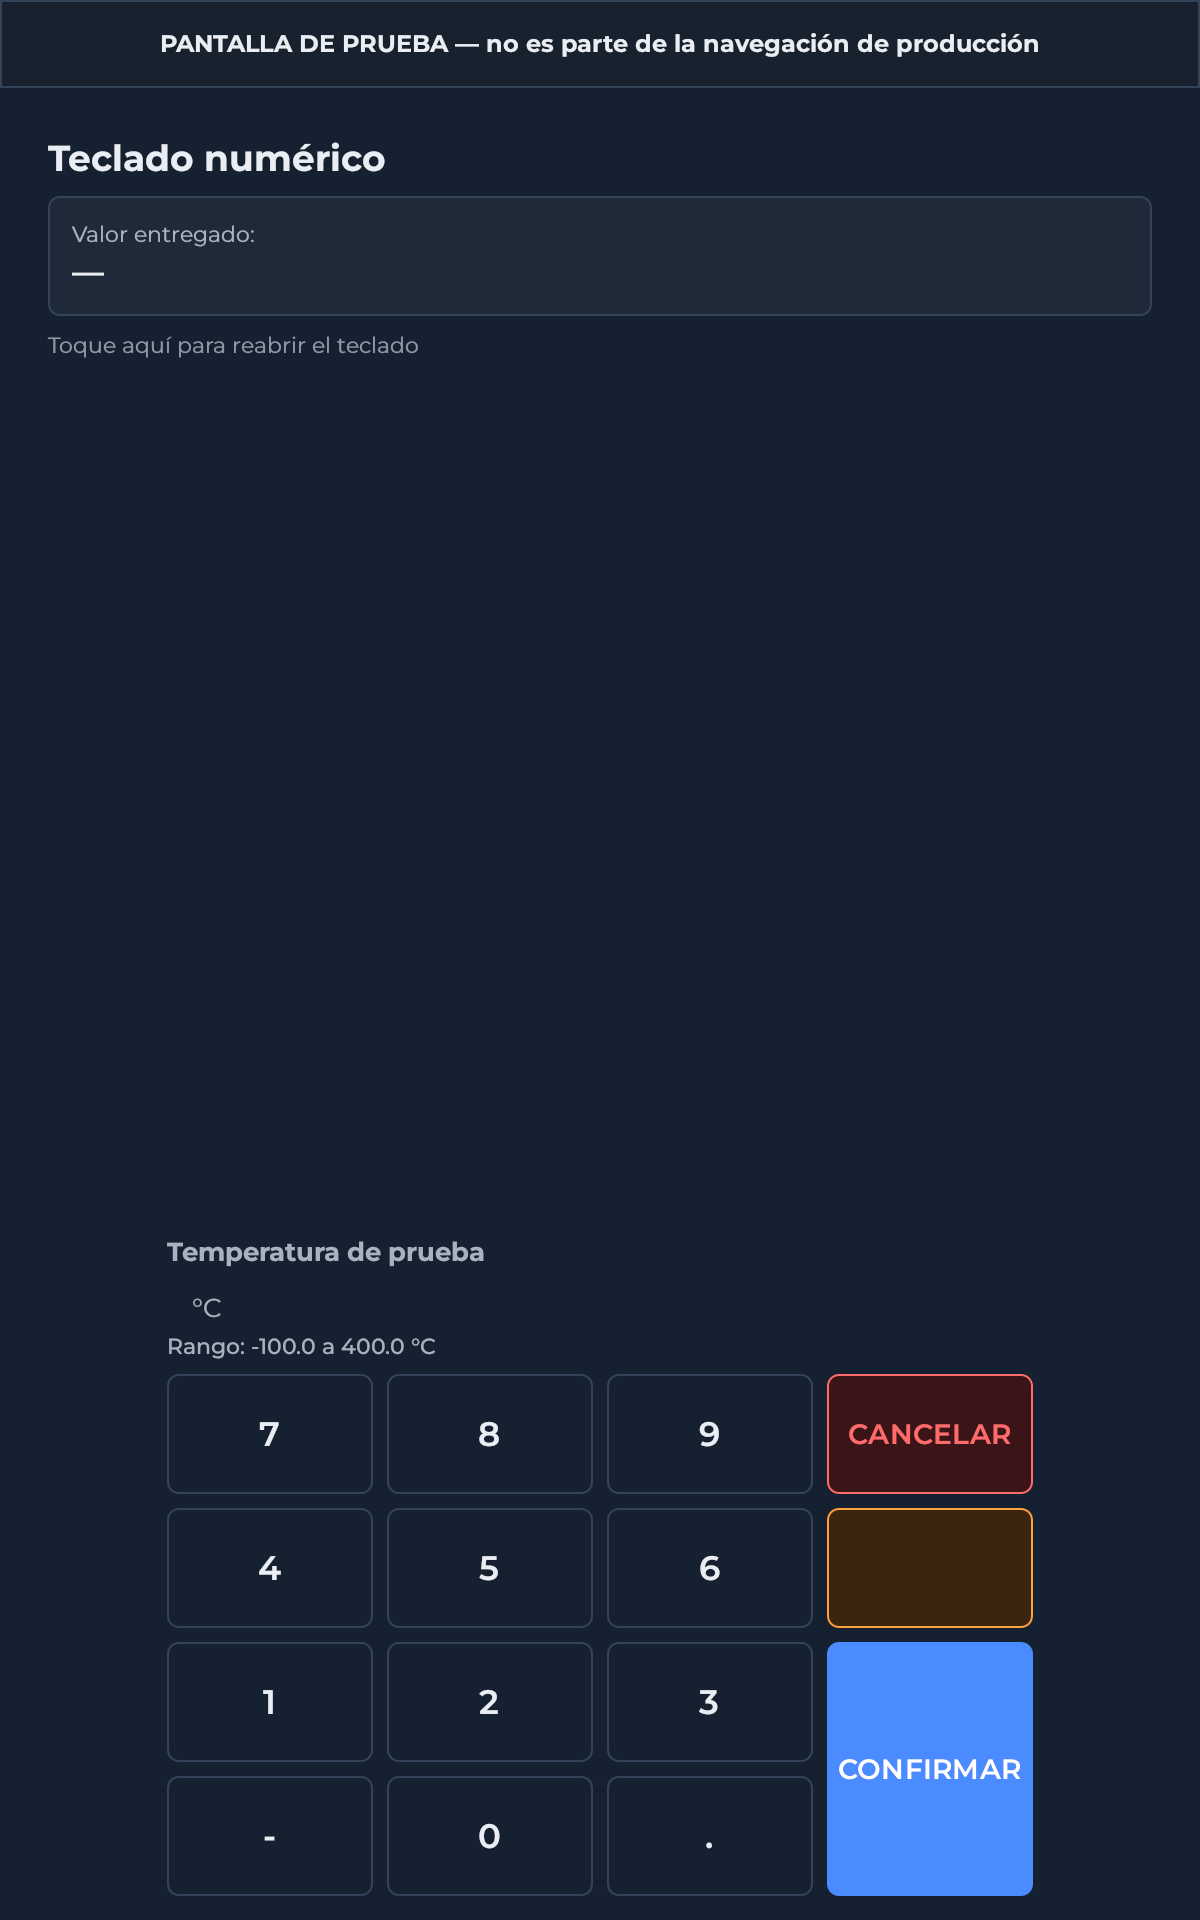 PANTALLA DE PRUEBA — no es parte de la navegación de producción
Teclado numérico
Valor entregado:
—
Toque aquí para reabrir el teclado
Temperatura de prueba
°C
Rango: -100.0 a 400.0 °C
7 8 9 CANCELAR
4 5 6
1 2 3
CONFIRMAR
- 0 .